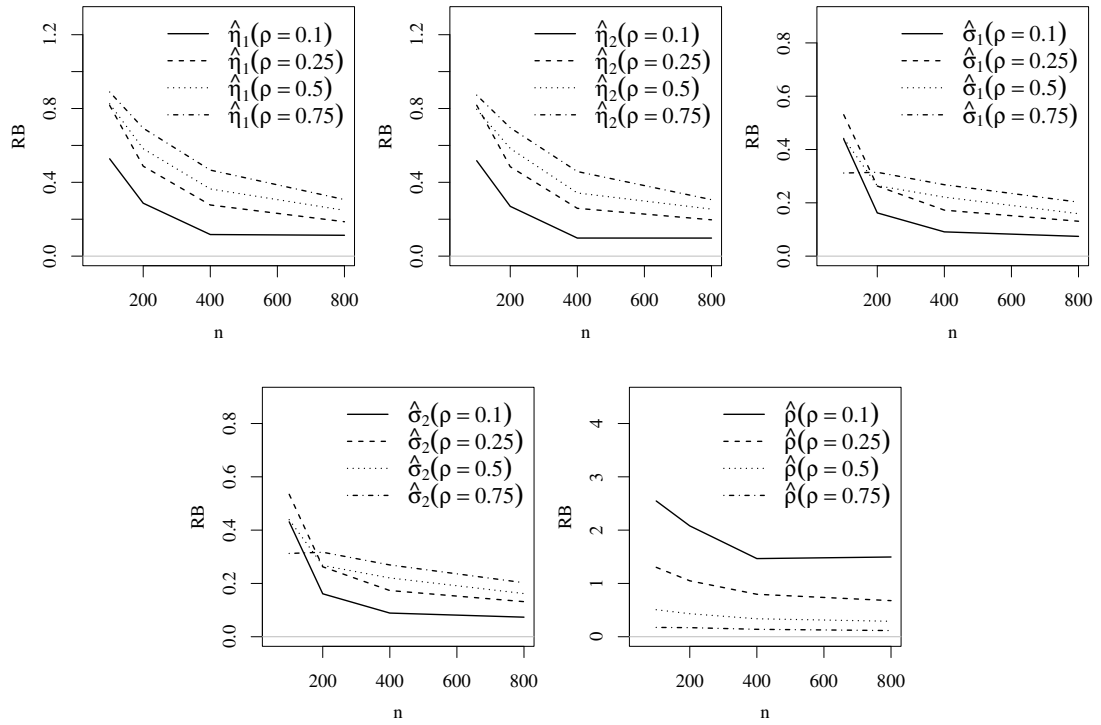 RB
0.0 0.4 0.8 1.2
η̂₁(ρ = 0.1)
η̂₁(ρ = 0.25)
η̂₁(ρ = 0.5)
η̂₁(ρ = 0.75)
200 400 600 800
n
RB
0.0 0.4 0.8 1.2
η̂₂(ρ = 0.1)
η̂₂(ρ = 0.25)
η̂₂(ρ = 0.5)
η̂₂(ρ = 0.75)
200 400 600 800
n
RB
0.0 0.2 0.4 0.6 0.8
σ̂₁(ρ = 0.1)
σ̂₁(ρ = 0.25)
σ̂₁(ρ = 0.5)
σ̂₁(ρ = 0.75)
200 400 600 800
n
RB
0.0 0.2 0.4 0.6 0.8
σ̂₂(ρ = 0.1)
σ̂₂(ρ = 0.25)
σ̂₂(ρ = 0.5)
σ̂₂(ρ = 0.75)
200 400 600 800
n
RB
0 1 2 3 4
ρ̂(ρ = 0.1)
ρ̂(ρ = 0.25)
ρ̂(ρ = 0.5)
ρ̂(ρ = 0.75)
200 400 600 800
n